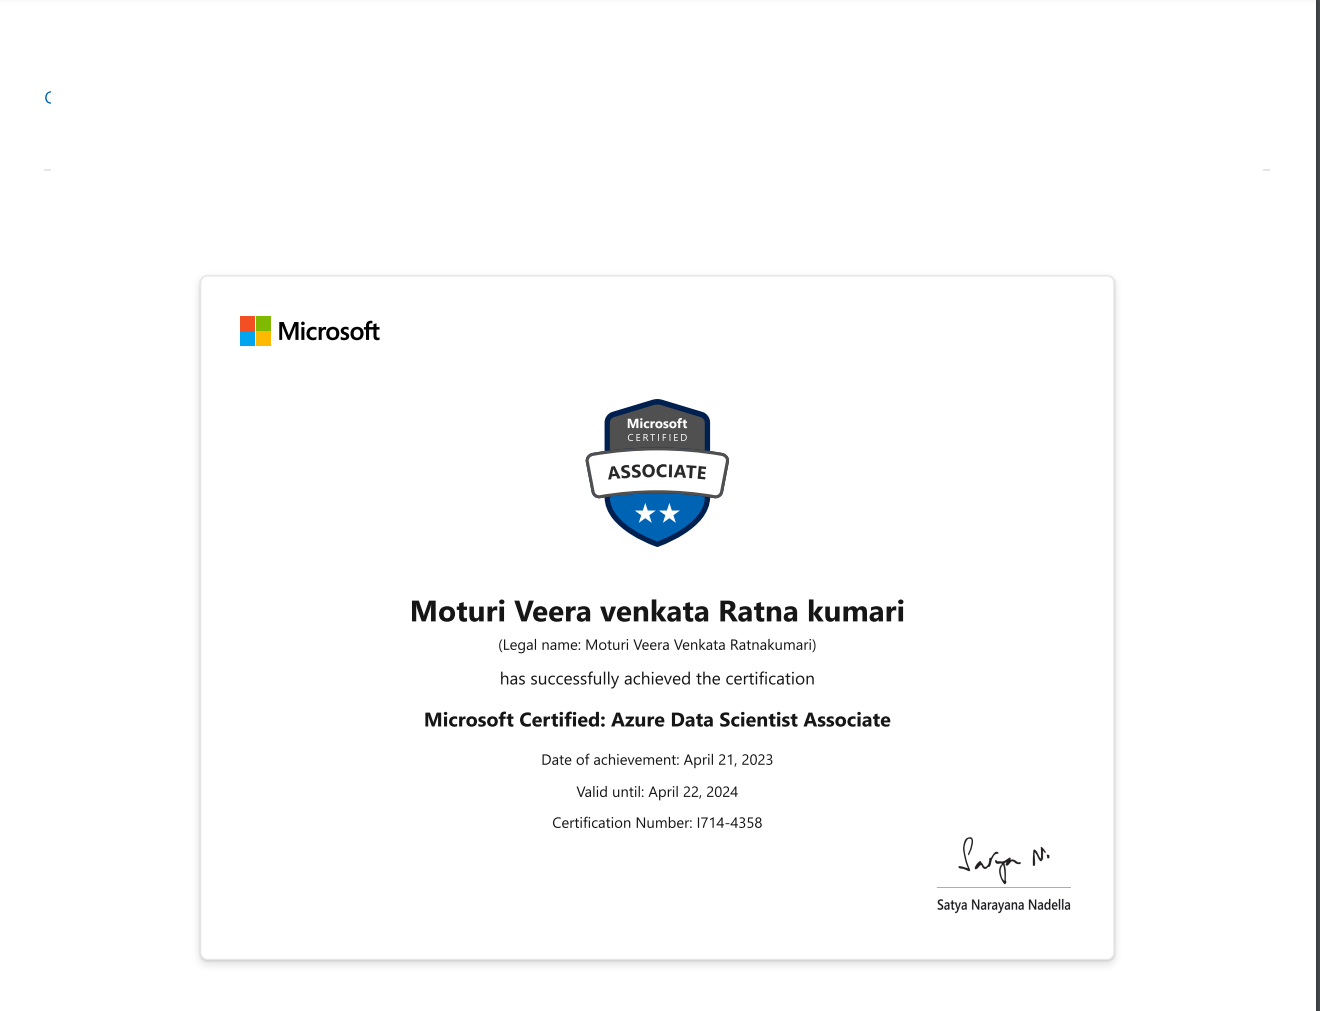 Microsoft
Microsoft
CERTIFIED
ASSOCIATE
Moturi Veera venkata Ratna kumari
(Legal name: Moturi Veera Venkata Ratnakumari)
has successfully achieved the certification
Microsoft Certified: Azure Data Scientist Associate
Date of achievement: April 21, 2023
Valid until: April 22, 2024
Certification Number: I714-4358
Satya N.
Satya Narayana Nadella